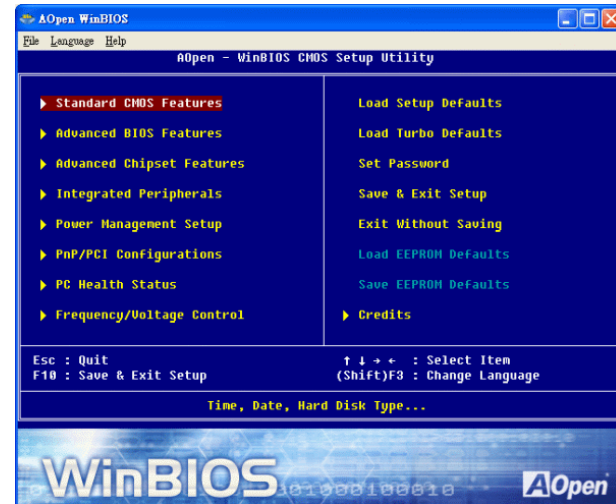 AOpen WinBIOS
File Language Help
AOpen - WinBIOS CMOS Setup Utility
Standard CMOS Features
Advanced BIOS Features
Advanced Chipset Features
Integrated Peripherals
Power Management Setup
PnP/PCI Configurations
PC Health Status
Frequency/Voltage Control
Load Setup Defaults
Load Turbo Defaults
Set Password
Save & Exit Setup
Exit Without Saving
Load EEPROM Defaults
Save EEPROM Defaults
Credits
Esc : Quit
F10 : Save & Exit Setup
↑ ↓ → ← : Select Item
(Shift)F3 : Change Language
Time, Date, Hard Disk Type...
WinBIOS
AOpen